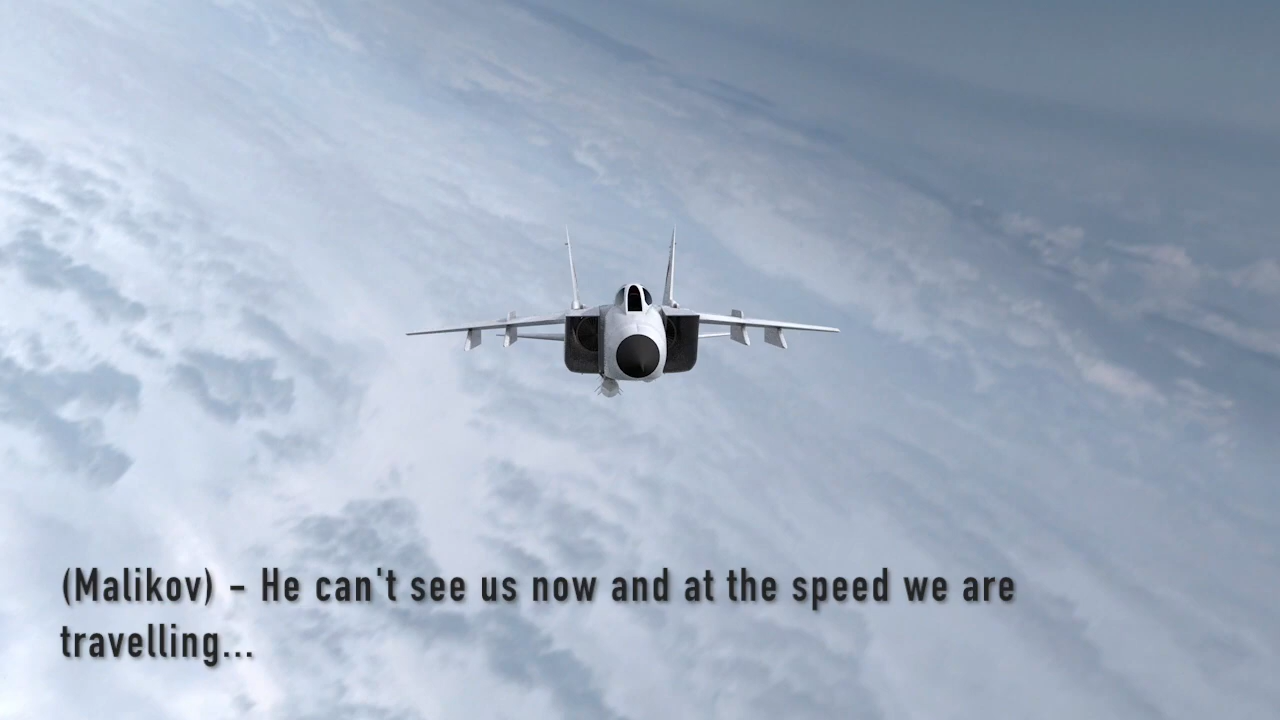 (Malikov) - He can't see us now and at the speed we are
travelling...